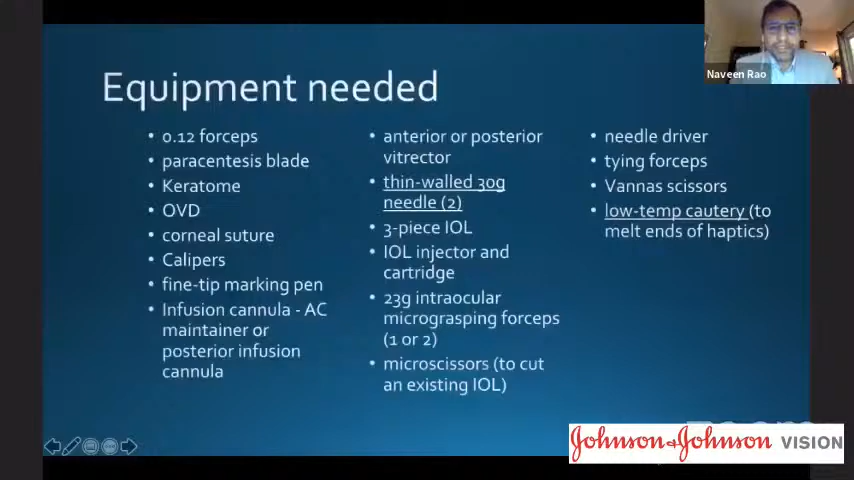 Equipment needed
• 0.12 forceps
• paracentesis blade
• Keratome
• OVD
• corneal suture
• Calipers
• fine-tip marking pen
• Infusion cannula - AC
maintainer or
posterior infusion
cannula
• anterior or posterior
vitrector
• thin-walled 30g
needle (2)
• 3-piece IOL
• IOL injector and
cartridge
• 23g intraocular
micrograsping forceps
(1 or 2)
• microscissors (to cut
an existing IOL)
• needle driver
• tying forceps
• Vannas scissors
• low-temp cautery (to
melt ends of haptics)
Naveen Rao
Johnson & Johnson VISION